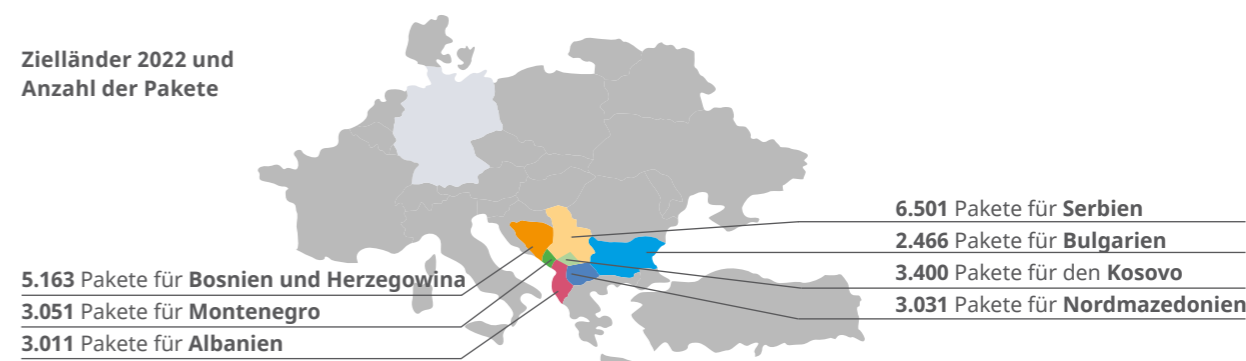 Zielländer 2022 und
Anzahl der Pakete
5.163 Pakete für Bosnien und Herzegowina
3.051 Pakete für Montenegro
3.011 Pakete für Albanien
6.501 Pakete für Serbien
2.466 Pakete für Bulgarien
3.400 Pakete für den Kosovo
3.031 Pakete für Nordmazedonien